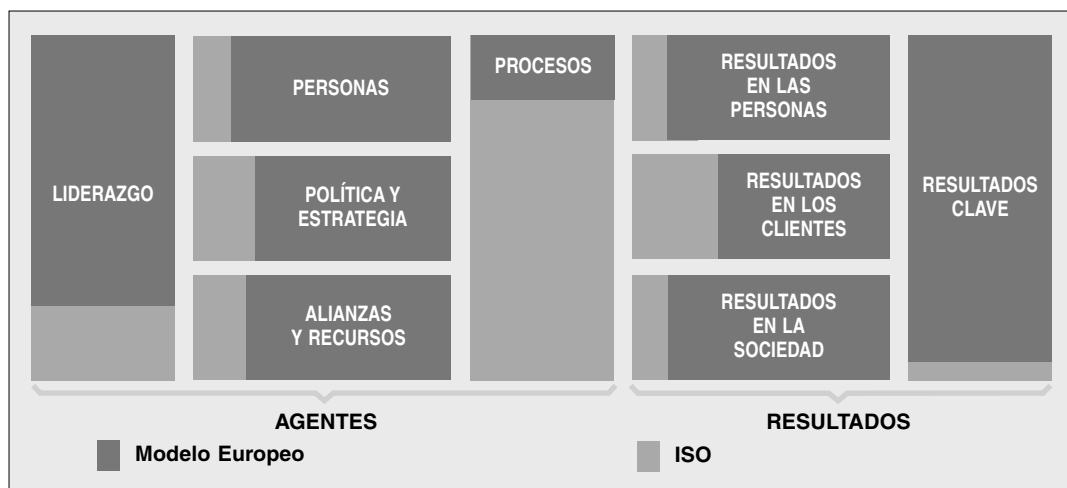 LIDERAZGO
PERSONAS
POLÍTICA Y
ESTRATEGIA
ALIANZAS
Y RECURSOS
PROCESOS
RESULTADOS
EN LAS
PERSONAS
RESULTADOS
EN LOS
CLIENTES
RESULTADOS
EN LA
SOCIEDAD
RESULTADOS
CLAVE
AGENTES
RESULTADOS
Modelo Europeo
ISO